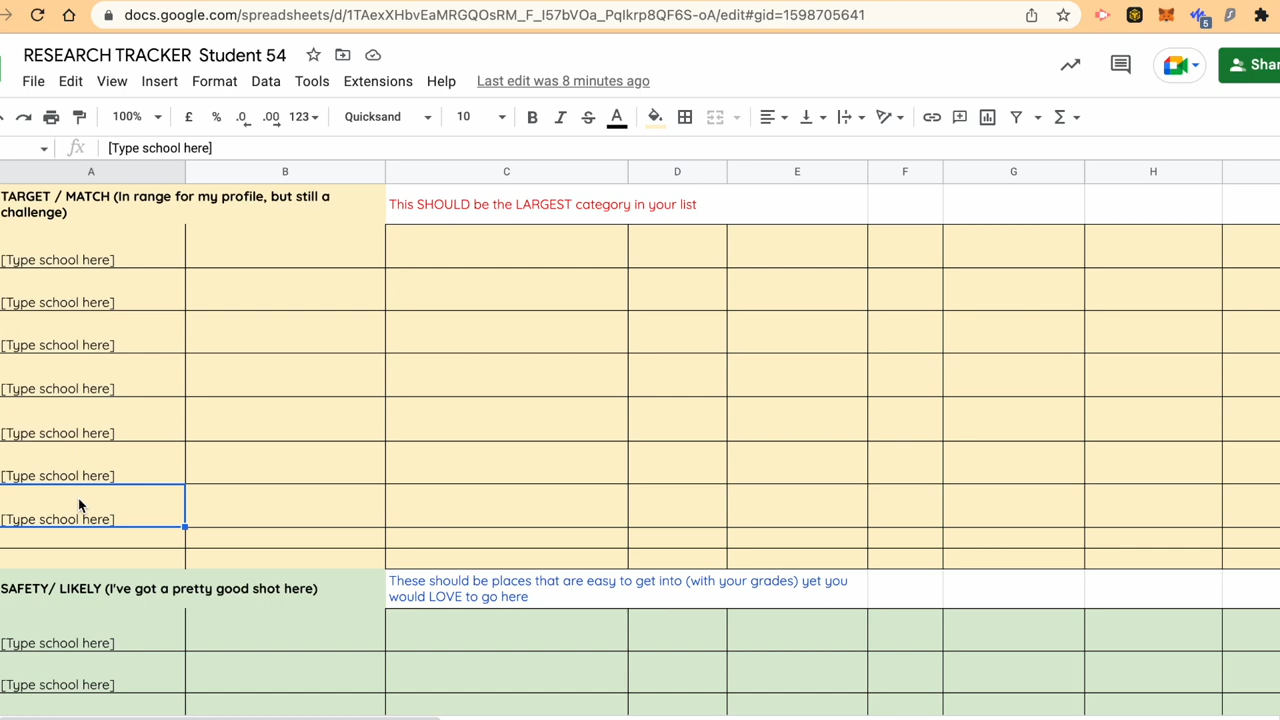 docs.google.com/spreadsheets/d/1TAexXHbvEaMRGQOsRM_F_I57bVOa_PqIkrp8QF6S-oA/edit#gid=1598705641
5
RESEARCH TRACKER Student 54
File Edit View Insert Format Data Tools Extensions Help Last edit was 8 minutes ago
Shar
100% £ % .0 .00 123 Quicksand 10 B I S A Σ
fx [Type school here]
A B C D E F G H
TARGET / MATCH (In range for my profile, but still a
challenge)
This SHOULD be the LARGEST category in your list
[Type school here]
[Type school here]
[Type school here]
[Type school here]
[Type school here]
[Type school here]
[Type school here]
SAFETY/ LIKELY (I've got a pretty good shot here)
These should be places that are easy to get into (with your grades) yet you
would LOVE to go here
[Type school here]
[Type school here]